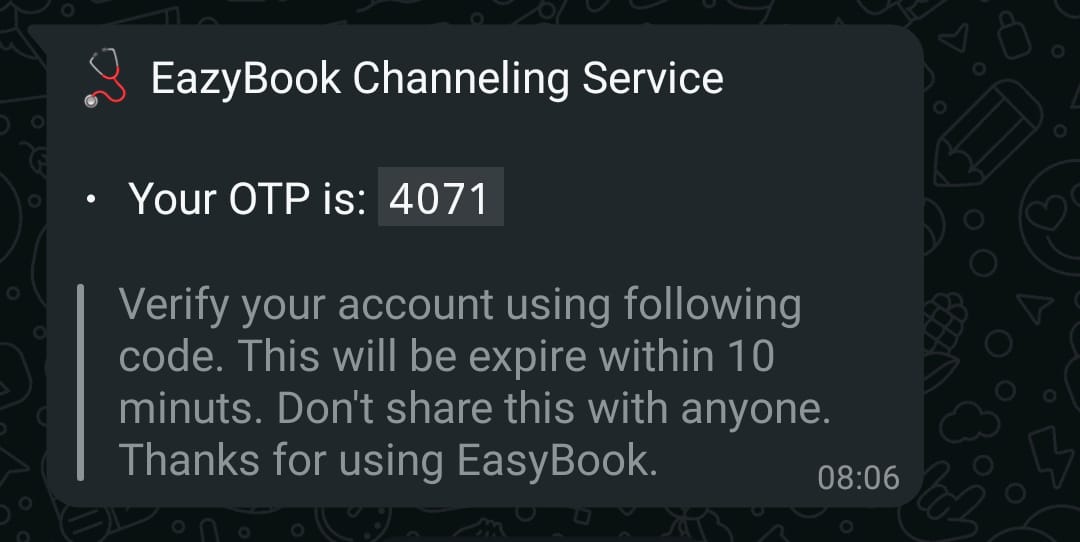 EazyBook Channeling Service
• Your OTP is: 4071
Verify your account using following
code. This will be expire within 10
minuts. Don't share this with anyone.
Thanks for using EasyBook.
08:06